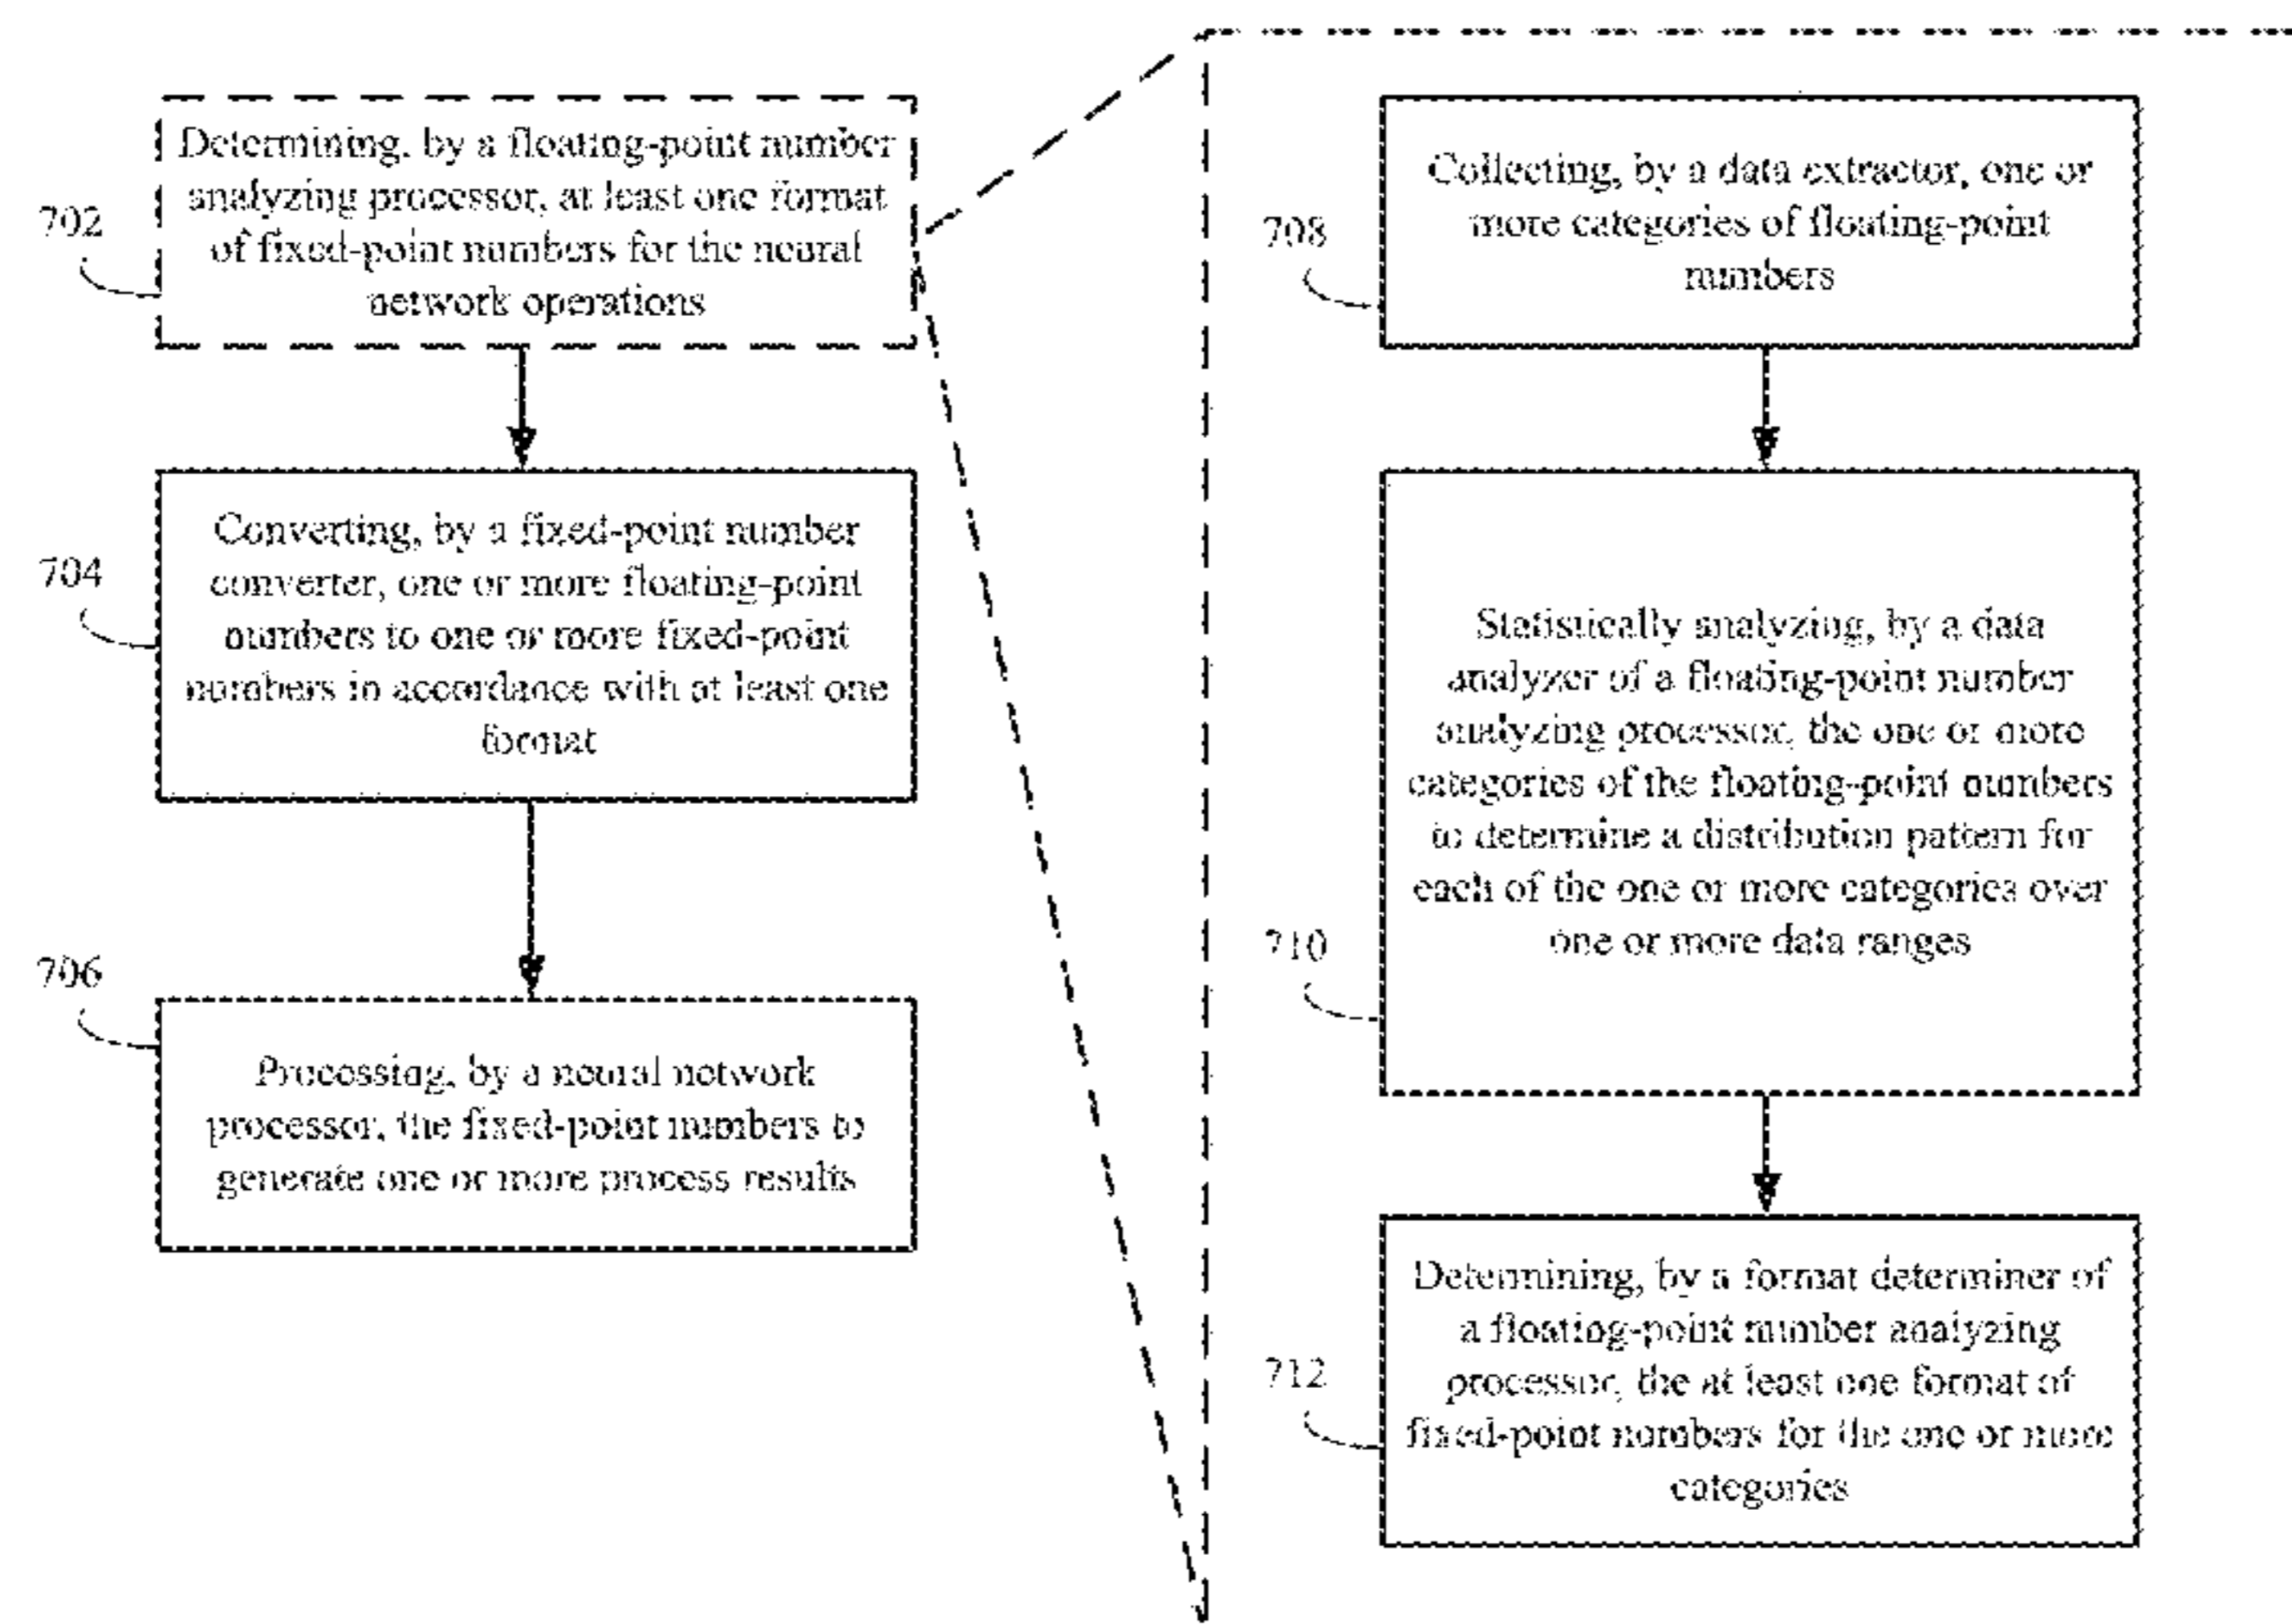 702
Determining, by a floating-point number
analyzing processor, at least one format
of fixed-point numbers for the neural
network operations
704
Converting, by a fixed-point number
converter, one or more floating-point
numbers to one or more fixed-point
numbers in accordance with at least one
format
706
Processing, by a neural network
processor, the fixed-point numbers to
generate one or more process results
708
Collecting, by a data extractor, one or
more categories of floating-point
numbers
710
Statistically analyzing, by a data
analyzer of a floating-point number
analyzing processor, the one or more
categories of the floating-point numbers
to determine a distribution pattern for
each of the one or more categories over
one or more data ranges
712
Determining, by a format determiner of
a floating-point number analyzing
processor, the at least one format of
fixed-point numbers for the one or more
categories